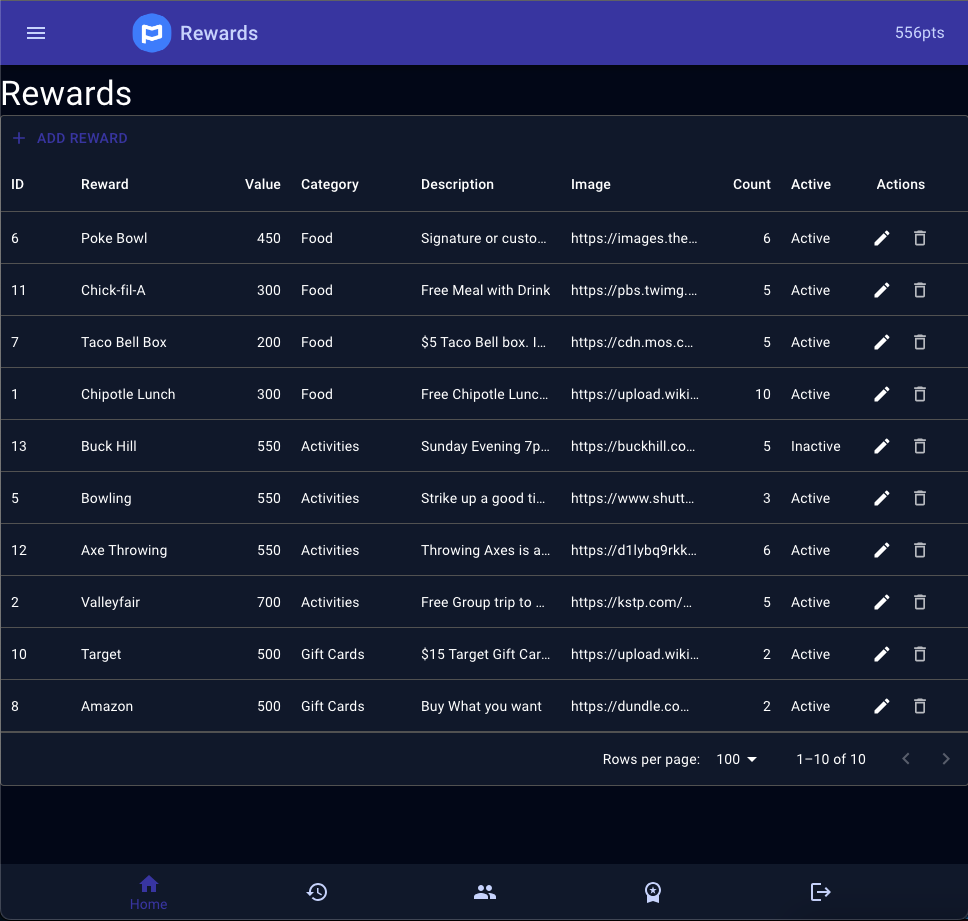 Rewards 556pts
Rewards
ADD REWARD
ID Reward Value Category Description Image Count Active Actions
6 Poke Bowl 450 Food Signature or custo... https://images.the... 6 Active
11 Chick-fil-A 300 Food Free Meal with Drink https://pbs.twimg.... 5 Active
7 Taco Bell Box 200 Food $5 Taco Bell box. I... https://cdn.mos.c... 5 Active
1 Chipotle Lunch 300 Food Free Chipotle Lunc... https://upload.wiki... 10 Active
13 Buck Hill 550 Activities Sunday Evening 7p... https://buckhill.co... 5 Inactive
5 Bowling 550 Activities Strike up a good ti... https://www.shutt... 3 Active
12 Axe Throwing 550 Activities Throwing Axes is a... https://d1lybq9rkk... 6 Active
2 Valleyfair 700 Activities Free Group trip to ... https://kstp.com/... 5 Active
10 Target 500 Gift Cards $15 Target Gift Car... https://upload.wiki... 2 Active
8 Amazon 500 Gift Cards Buy What you want https://dundle.co... 2 Active
Rows per page: 100 1–10 of 10
Home